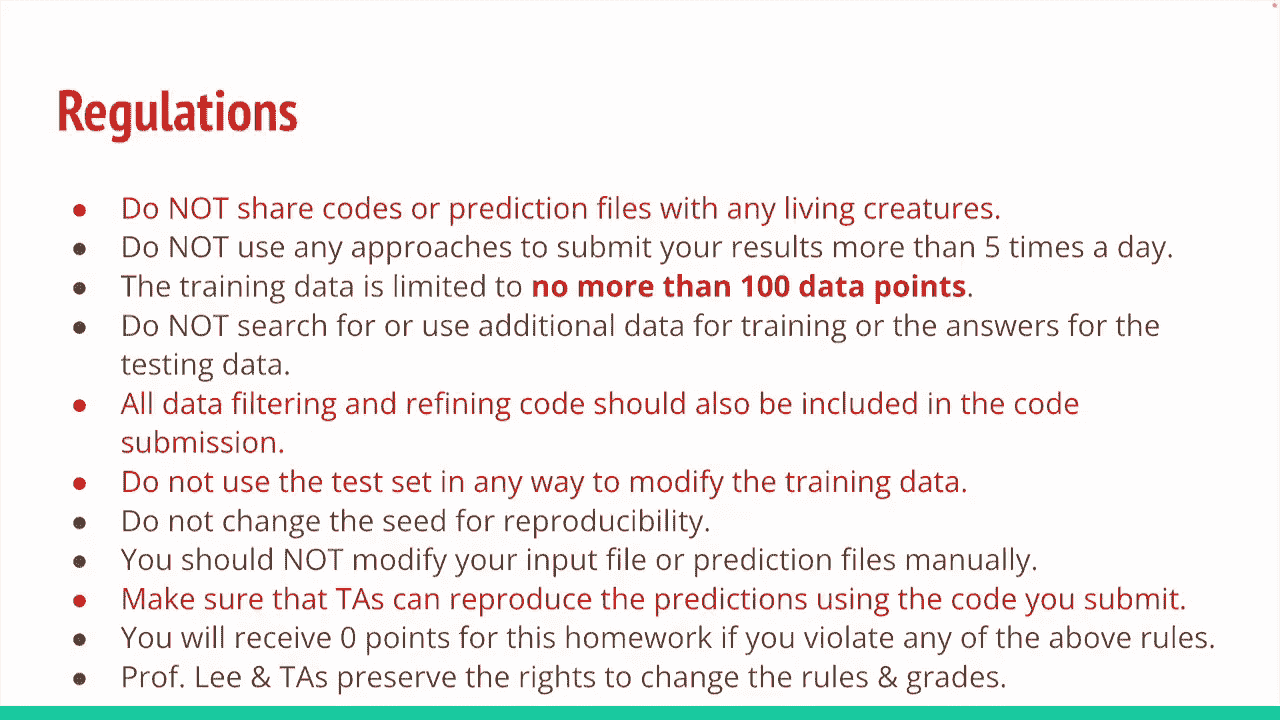 Regulations
● Do NOT share codes or prediction files with any living creatures.
● Do NOT use any approaches to submit your results more than 5 times a day.
● The training data is limited to no more than 100 data points.
● Do NOT search for or use additional data for training or the answers for the
testing data.
● All data filtering and refining code should also be included in the code
submission.
● Do not use the test set in any way to modify the training data.
● Do not change the seed for reproducibility.
● You should NOT modify your input file or prediction files manually.
● Make sure that TAs can reproduce the predictions using the code you submit.
● You will receive 0 points for this homework if you violate any of the above rules.
● Prof. Lee & TAs preserve the rights to change the rules & grades.